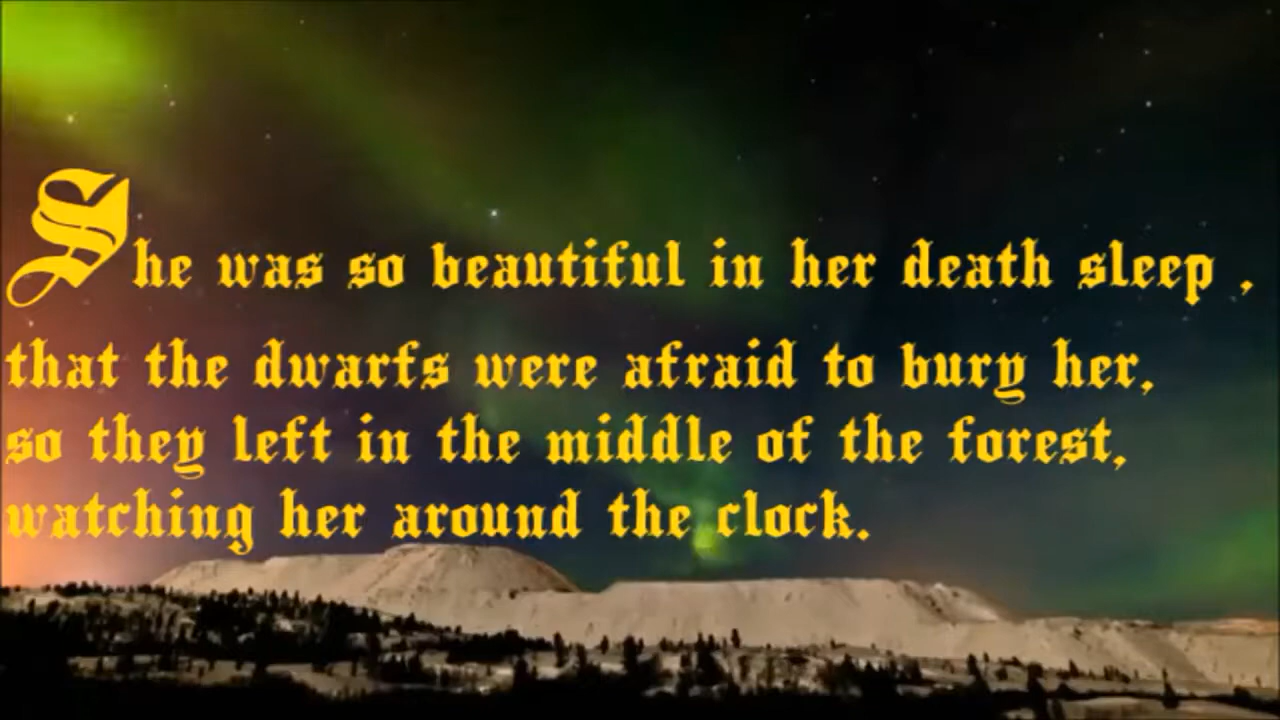 She was so beautiful in her death sleep ,
that the dwarfs were afraid to bury her,
so they left in the middle of the forest,
watching her around the clock.